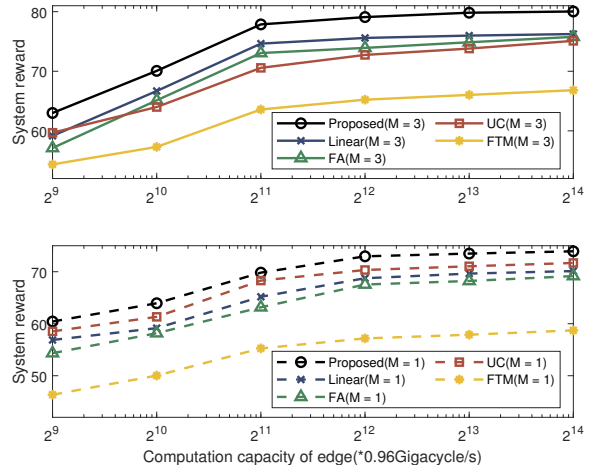 80
70
60
System reward
Proposed(M = 3)
Linear(M = 3)
FA(M = 3)
UC(M = 3)
FTM(M = 3)
2^9 2^10 2^11 2^12 2^13 2^14
70
60
50
System reward
Proposed(M = 1)
Linear(M = 1)
FA(M = 1)
UC(M = 1)
FTM(M = 1)
2^9 2^10 2^11 2^12 2^13 2^14
Computation capacity of edge(*0.96Gigacycle/s)